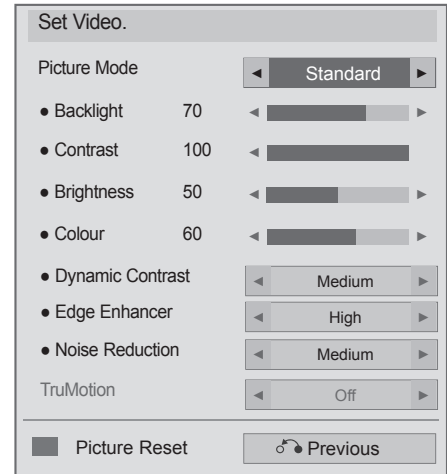 Set Video.
Picture Mode ◄ Standard ►
● Backlight 70 ◄ ►
● Contrast 100 ◄
● Brightness 50 ◄ ►
● Colour 60 ◄ ►
● Dynamic Contrast ◄ Medium ►
● Edge Enhancer ◄ High ►
● Noise Reduction ◄ Medium ►
TruMotion ◄ Off ►
Picture Reset Previous